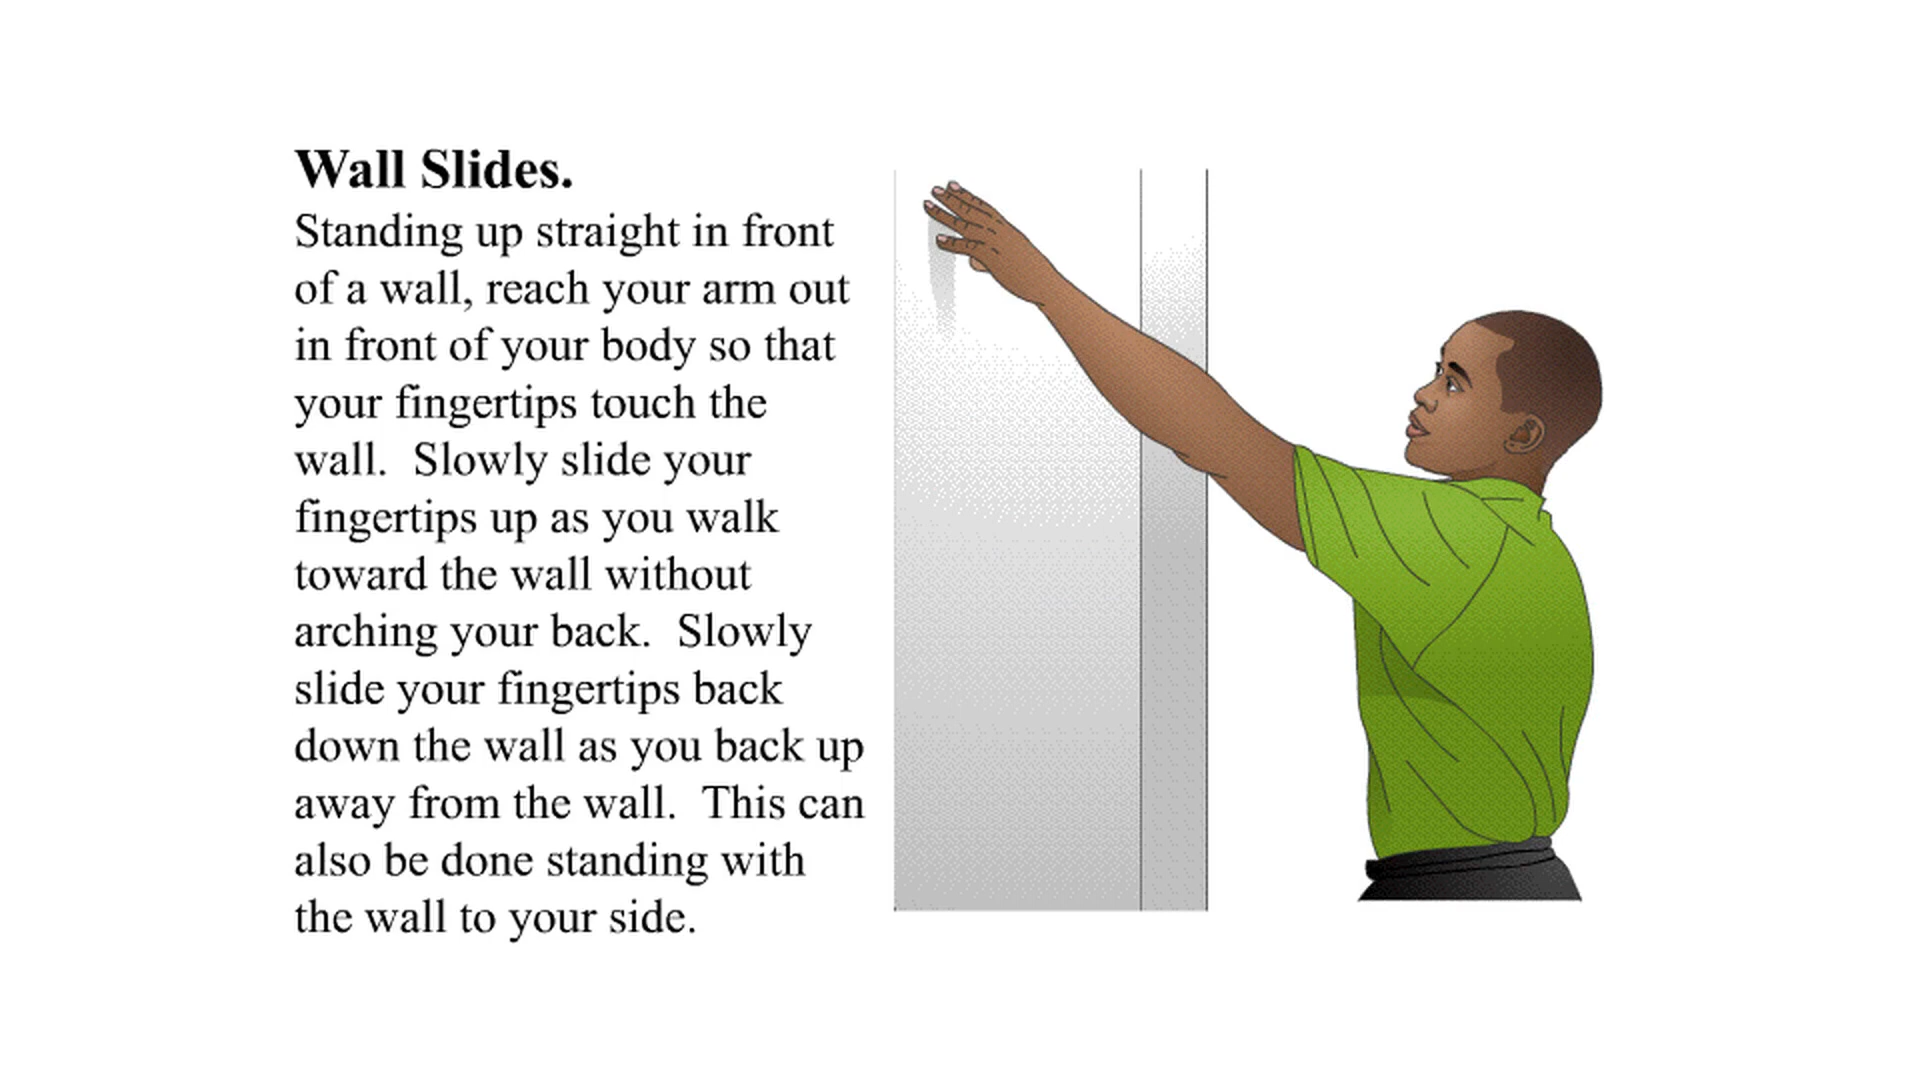 Wall Slides.
Standing up straight in front
of a wall, reach your arm out
in front of your body so that
your fingertips touch the
wall.  Slowly slide your
fingertips up as you walk
toward the wall without
arching your back.  Slowly
slide your fingertips back
down the wall as you back up
away from the wall.  This can
also be done standing with
the wall to your side.